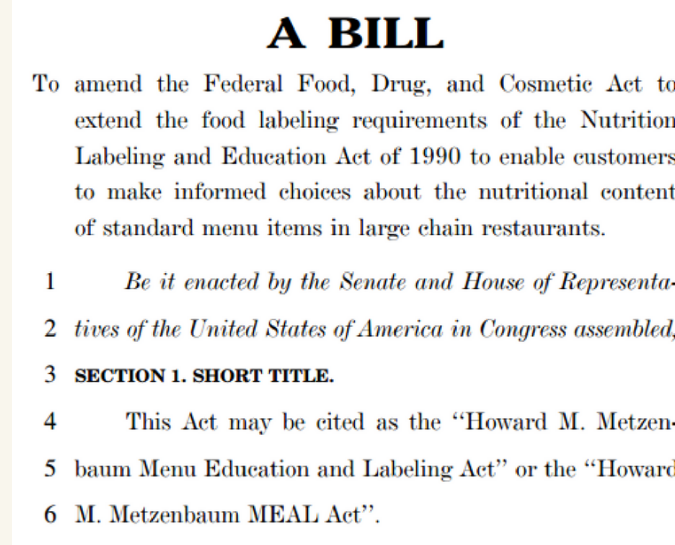 A BILL
To amend the Federal Food, Drug, and Cosmetic Act to
extend the food labeling requirements of the Nutrition
Labeling and Education Act of 1990 to enable customers
to make informed choices about the nutritional content
of standard menu items in large chain restaurants.
1 Be it enacted by the Senate and House of Representa-
2 tives of the United States of America in Congress assembled,
3 SECTION 1. SHORT TITLE.
4 This Act may be cited as the “Howard M. Metzen-
5 baum Menu Education and Labeling Act” or the “Howard
6 M. Metzenbaum MEAL Act”.